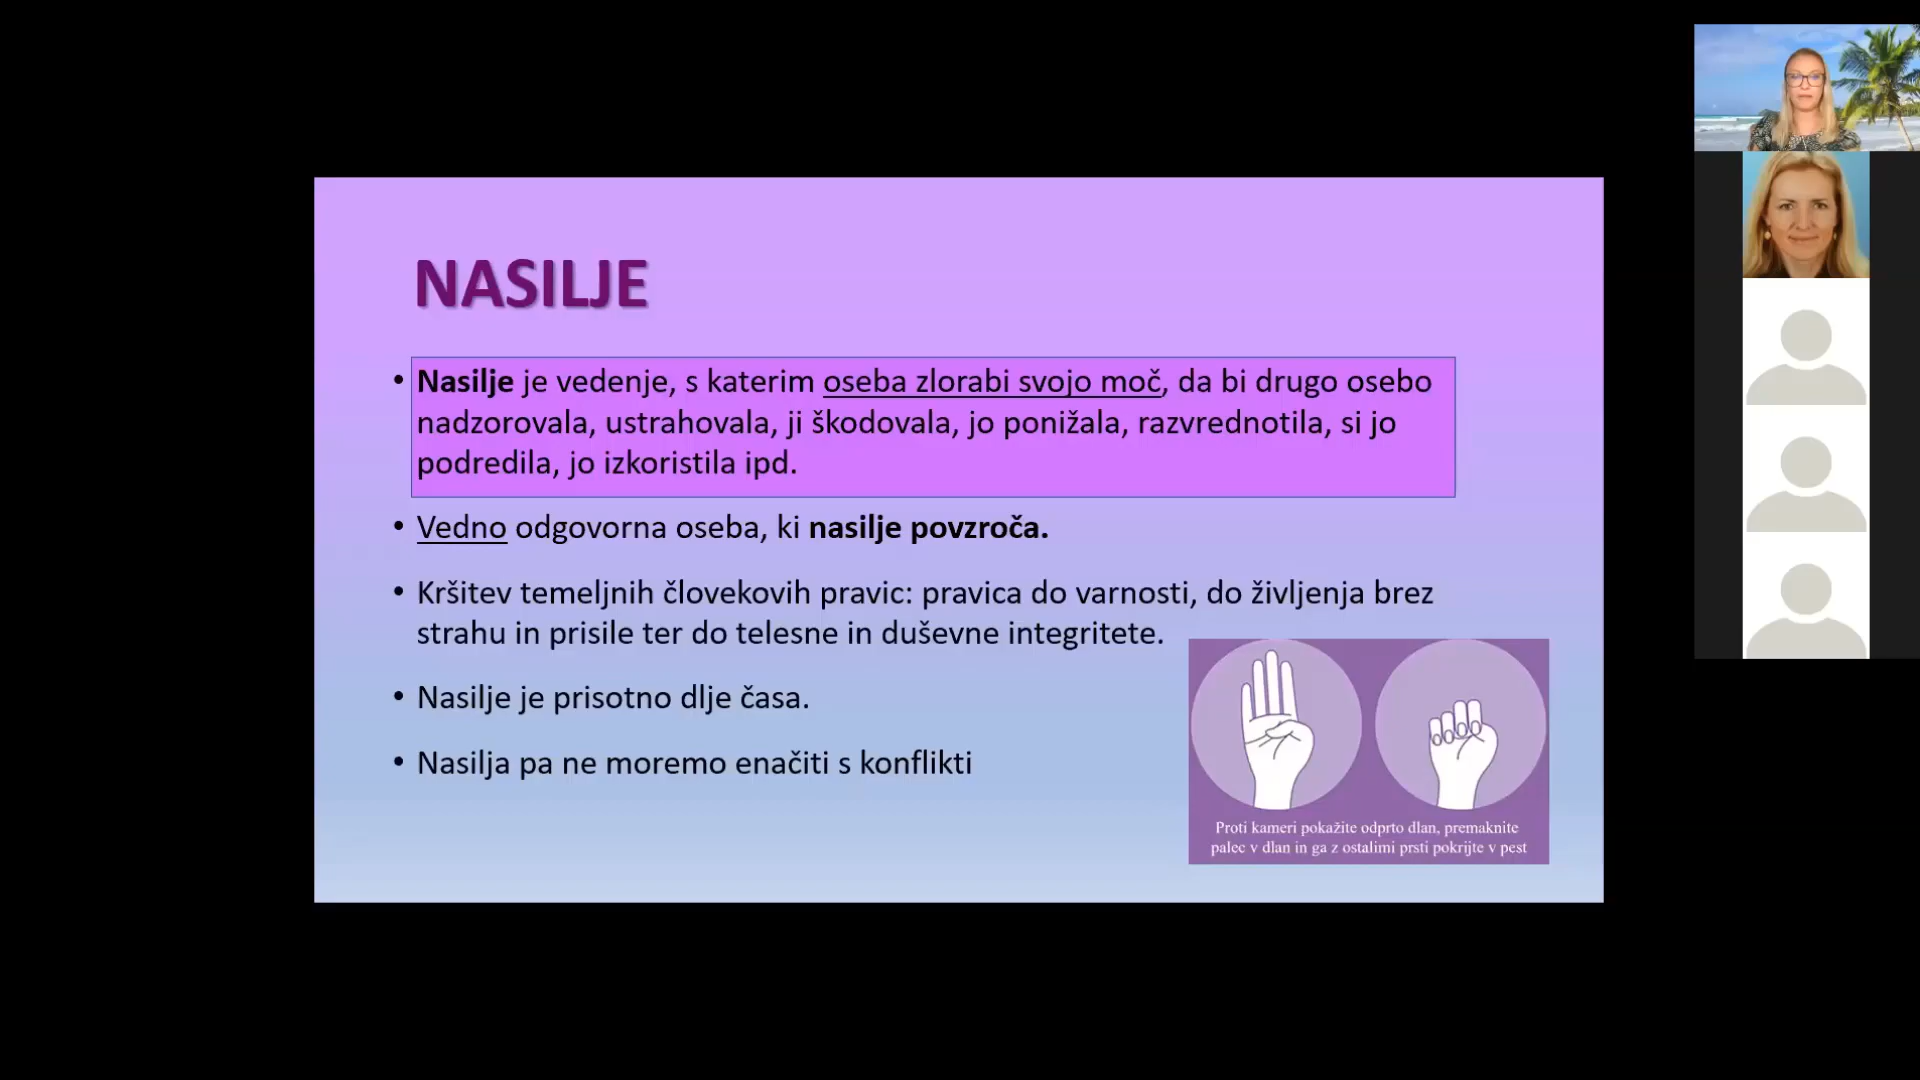 NASILJE
• Nasilje je vedenje, s katerim oseba zlorabi svojo moč, da bi drugo osebo
nadzorovala, ustrahovala, ji škodovala, jo ponižala, razvrednotila, si jo
podredila, jo izkoristila ipd.
• Vedno odgovorna oseba, ki nasilje povzroča.
• Kršitev temeljnih človekovih pravic: pravica do varnosti, do življenja brez
strahu in prisile ter do telesne in duševne integritete.
• Nasilje je prisotno dlje časa.
• Nasilja pa ne moremo enačiti s konflikti
Proti kameri pokažite odprto dlan, premaknite
palec v dlan in ga z ostalimi prsti pokrijte v pest